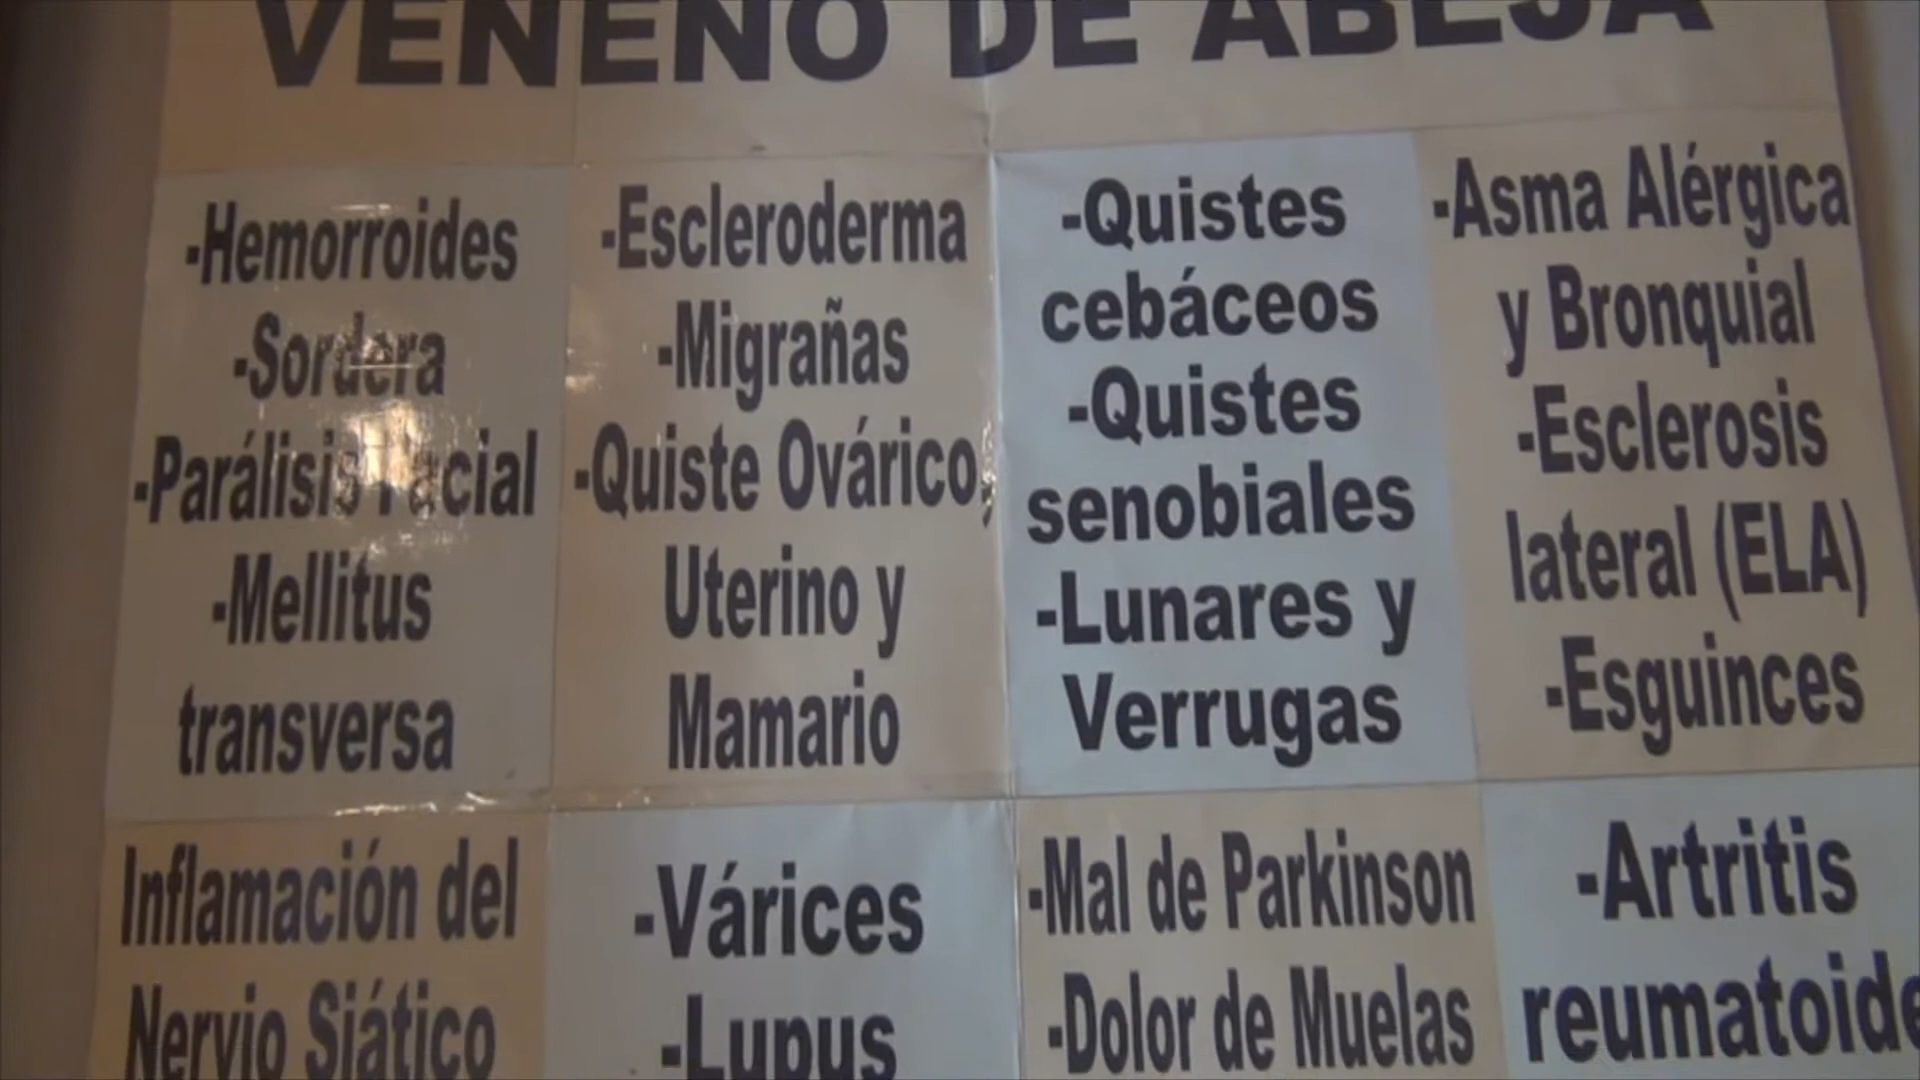 VENENO DE ABEJA
-Hemorroides
-Sordera
-Parálisis Facial
-Mellitus
transversa
-Escleroderma
-Migrañas
-Quiste Ovárico,
Uterino y
Mamario
-Quistes
cebáceos
-Quistes
senobiales
-Lunares y
Verrugas
-Asma Alérgica
y Bronquial
-Esclerosis
lateral (ELA)
-Esguinces
Inflamación del
Nervio Siático
-Várices
-Lupus
-Mal de Parkinson
-Dolor de Muelas
-Artritis
reumatoide